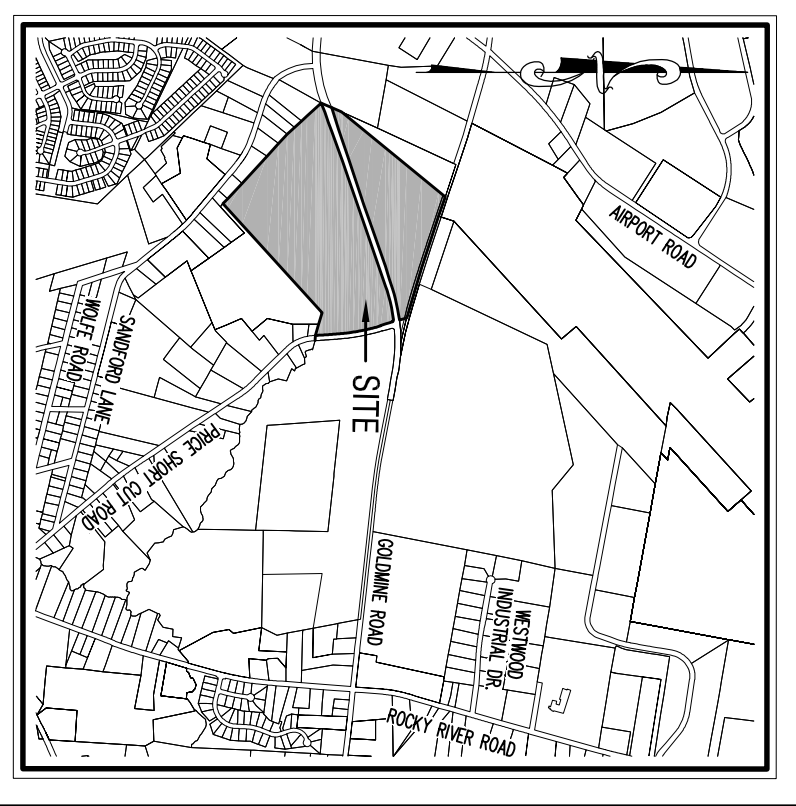 AIRPORT ROAD
SANDFORD LANE
WOLFE ROAD
SITE
PRICE SHORT CUT ROAD
GOLDMINE ROAD
WESTWOOD
INDUSTRIAL DR.
ROCKY RIVER ROAD